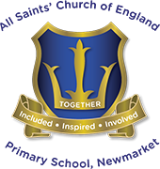 All Saints' Church of England
TOGETHER
Included • Inspired • Involved
Primary School, Newmarket